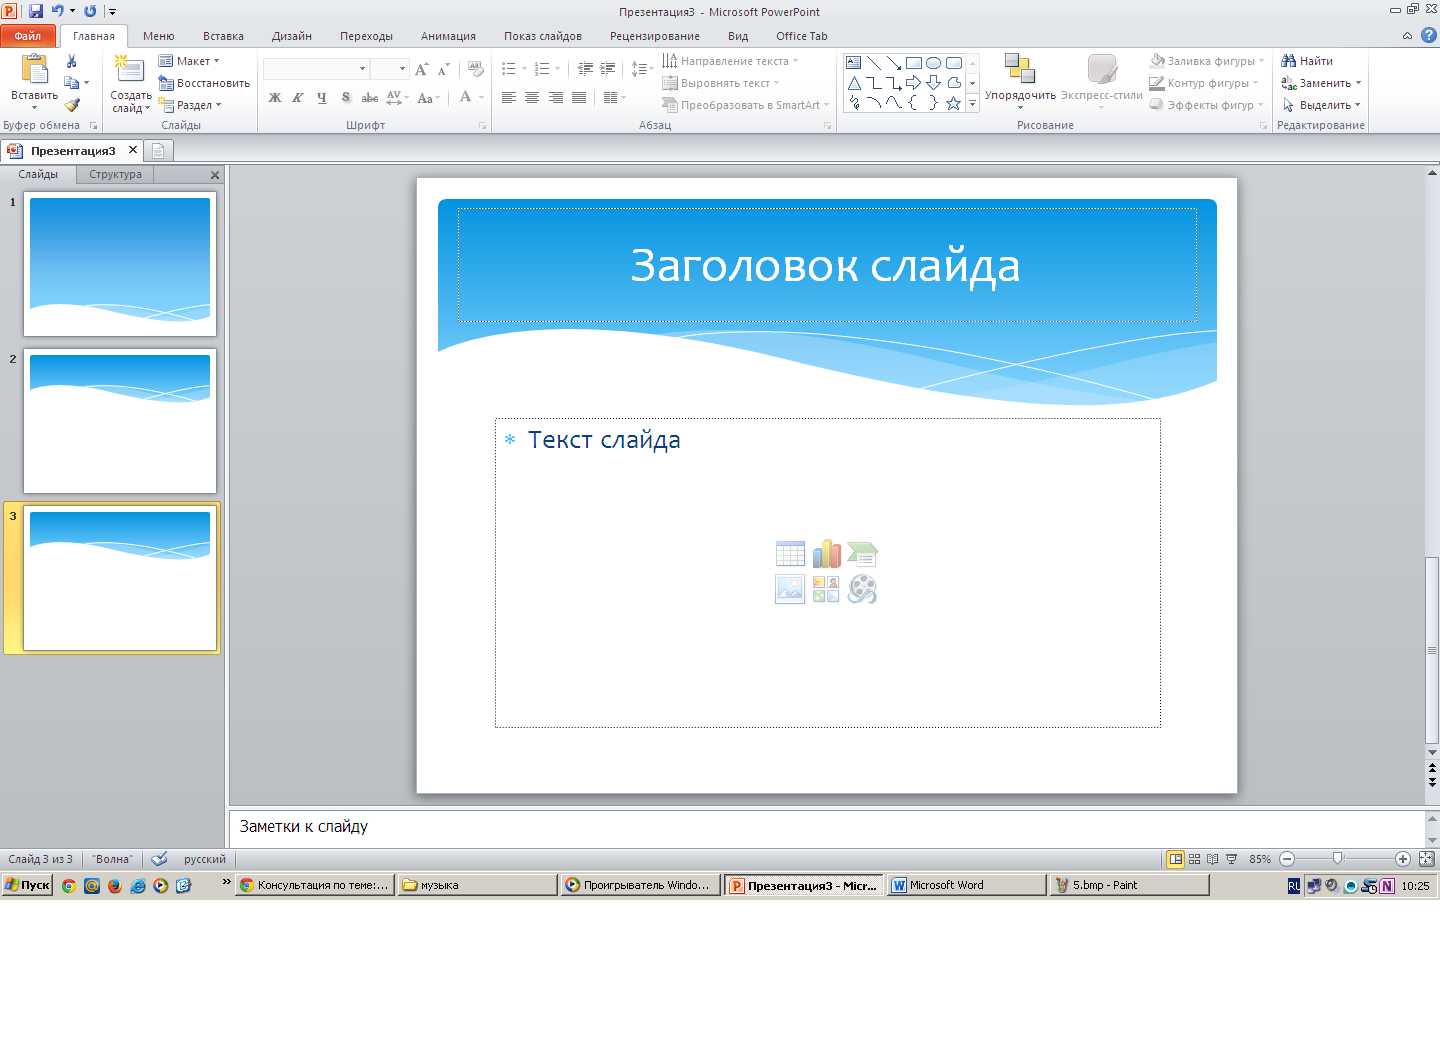 Презентация3 - Microsoft PowerPoint
Файл Главная Меню Вставка Дизайн Переходы Анимация Показ слайдов Рецензирование Вид Office Tab
Вставить
Буфер обмена
Создать слайд
Макет
Восстановить
Раздел
Слайды
Ж К Ч S abc AV Aa A
Шрифт
Направление текста
Выровнять текст
Преобразовать в SmartArt
Абзац
Упорядочить
Экспресс-стили
Заливка фигуры
Контур фигуры
Эффекты фигур
Рисование
Найти
Заменить
Выделить
Редактирование
Презентация3
Слайды Структура
1
2
3
Заголовок слайда
* Текст слайда
Заметки к слайду
Слайд 3 из 3 "Волна" русский 85%
Пуск » Консультация по теме:... музыка Проигрыватель Windo... Презентация3 - Micr... Microsoft Word 5.bmp - Paint RU 10:25